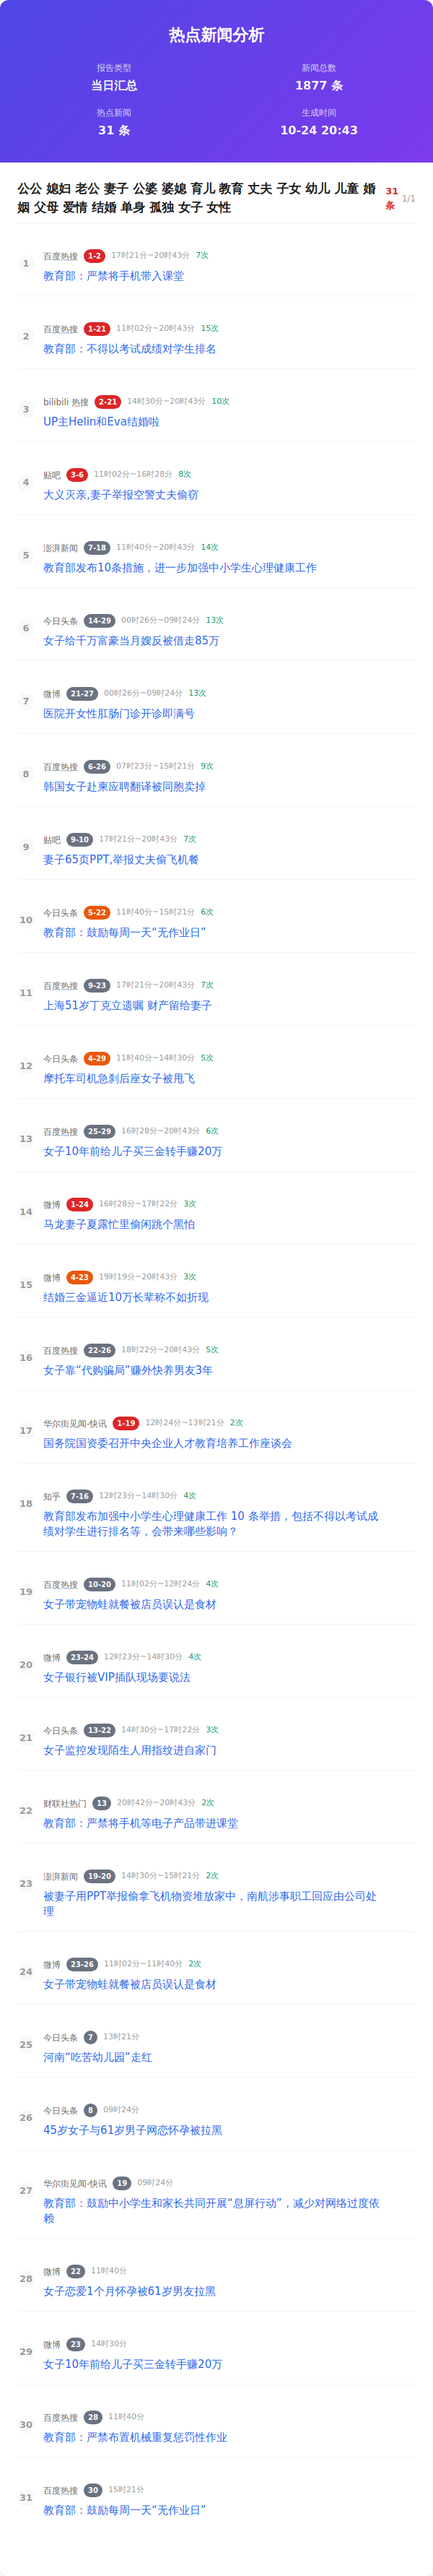 热点新闻分析
报告类型
新闻总数
当日汇总
1877 条
热点新闻
生成时间
31 条
10-24 20:43
公公 媳妇 老公 妻子 公婆 婆媳 育儿 教育 丈夫 子女 幼儿 儿童 婚
姻 父母 爱情 结婚 单身 孤独 女子 女性
31
条
1/1
1
百度热搜 1-2 17时21分~20时43分 7次
教育部：严禁将手机带入课堂
2
百度热搜 1-21 11时02分~20时43分 15次
教育部：不得以考试成绩对学生排名
3
bilibili 热搜 2-21 14时30分~20时43分 10次
UP主Helin和Eva结婚啦
4
贴吧 3-6 11时02分~16时28分 8次
大义灭亲,妻子举报空警丈夫偷窃
5
澎湃新闻 7-18 11时40分~20时43分 14次
教育部发布10条措施，进一步加强中小学生心理健康工作
6
今日头条 14-29 00时26分~09时24分 13次
女子给千万富豪当月嫂反被借走85万
7
微博 21-27 00时26分~09时24分 13次
医院开女性肛肠门诊开诊即满号
8
百度热搜 6-26 07时23分~15时21分 9次
韩国女子赴柬应聘翻译被同胞卖掉
9
贴吧 9-10 17时21分~20时43分 7次
妻子65页PPT,举报丈夫偷飞机餐
10
今日头条 5-22 11时40分~15时21分 6次
教育部：鼓励每周一天“无作业日”
11
百度热搜 9-23 17时21分~20时43分 7次
上海51岁丁克立遗嘱 财产留给妻子
12
今日头条 4-29 11时40分~14时30分 5次
摩托车司机急刹后座女子被甩飞
13
百度热搜 25-29 16时28分~20时43分 6次
女子10年前给儿子买三金转手赚20万
14
微博 1-24 16时28分~17时22分 3次
马龙妻子夏露忙里偷闲跳个黑怕
15
微博 4-23 19时19分~20时43分 3次
结婚三金逼近10万长辈称不如折现
16
百度热搜 22-26 18时22分~20时43分 5次
女子靠“代购骗局”赚外快养男友3年
17
华尔街见闻-快讯 1-19 12时24分~13时21分 2次
国务院国资委召开中央企业人才教育培养工作座谈会
18
知乎 7-16 12时23分~14时30分 4次
教育部发布加强中小学生心理健康工作 10 条举措，包括不得以考试成
绩对学生进行排名等，会带来哪些影响？
19
百度热搜 10-20 11时02分~12时24分 4次
女子带宠物蛙就餐被店员误认是食材
20
微博 23-24 12时23分~14时30分 4次
女子银行被VIP插队现场要说法
21
今日头条 13-22 14时30分~17时22分 3次
女子监控发现陌生人用指纹进自家门
22
财联社热门 13 20时42分~20时43分 2次
教育部：严禁将手机等电子产品带进课堂
23
澎湃新闻 19-20 14时30分~15时21分 2次
被妻子用PPT举报偷拿飞机物资堆放家中，南航涉事职工回应由公司处
理
24
微博 23-26 11时02分~11时40分 2次
女子带宠物蛙就餐被店员误认是食材
25
今日头条 7 13时21分
河南“吃苦幼儿园”走红
26
今日头条 8 09时24分
45岁女子与61岁男子网恋怀孕被拉黑
27
华尔街见闻-快讯 19 09时24分
教育部：鼓励中小学生和家长共同开展“息屏行动”，减少对网络过度依
赖
28
微博 22 11时40分
女子恋爱1个月怀孕被61岁男友拉黑
29
微博 23 14时30分
女子10年前给儿子买三金转手赚20万
30
百度热搜 28 11时40分
教育部：严禁布置机械重复惩罚性作业
31
百度热搜 30 15时21分
教育部：鼓励每周一天“无作业日”